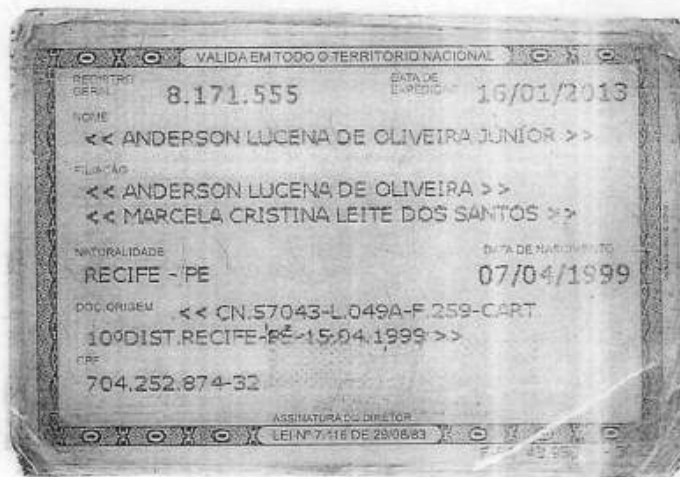 VALIDA EM TODO O TERRITÓRIO NACIONAL
REGISTRO GERAL 8.171.555 DATA DE EXPEDIÇÃO 16/01/2013
NOME
<< ANDERSON LUCENA DE OLIVEIRA JUNIOR >>
FILIAÇÃO
<< ANDERSON LUCENA DE OLIVEIRA >>
<< MARCELA CRISTINA LEITE DOS SANTOS >>
NATURALIDADE DATA DE NASCIMENTO
RECIFE - PE 07/04/1999
DOC ORIGEM << CN.57043-L.049A-F.259-CART
10ºDIST.RECIFE-PE-15.04.1999 >>
CPF
704.252.874-32
ASSINATURA DO DIRETOR
LEI Nº 7.116 DE 29/08/83